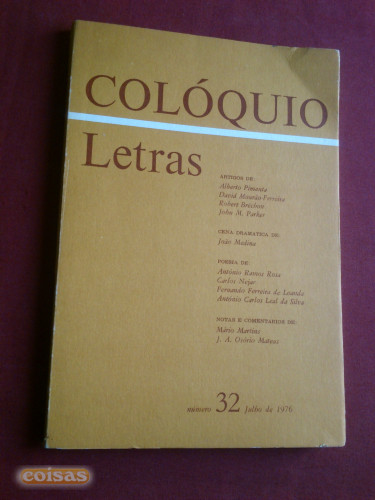 COLÓQUIO
Letras
ARTIGOS DE:
Alberto Pimenta
David Mourão-Ferreira
Robert Bréchon
John M. Parker
CENA DRAMÁTICA DE:
João Medina
POESIA DE:
António Ramos Rosa
Carlos Nejar
Fernando Ferreira de Loanda
António Carlos Leal da Silva
NOTAS E COMENTÁRIOS DE:
Mário Martins
J. A. Osório Mateus
número 32 Julho de 1976
coisas